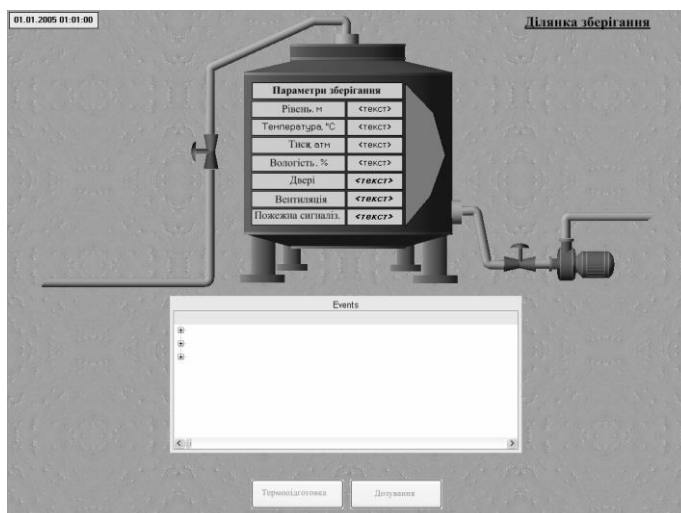 01.01.2005 01:01:00
Ділянка зберігання
Параметри зберігання
Рівень, м <текст>
Температура, °C <текст>
Тиск, атм <текст>
Вологість, % <текст>
Двері <текст>
Вентиляція <текст>
Пожежна сигналіз. <текст>
Events
Термопідготовка
Дозування